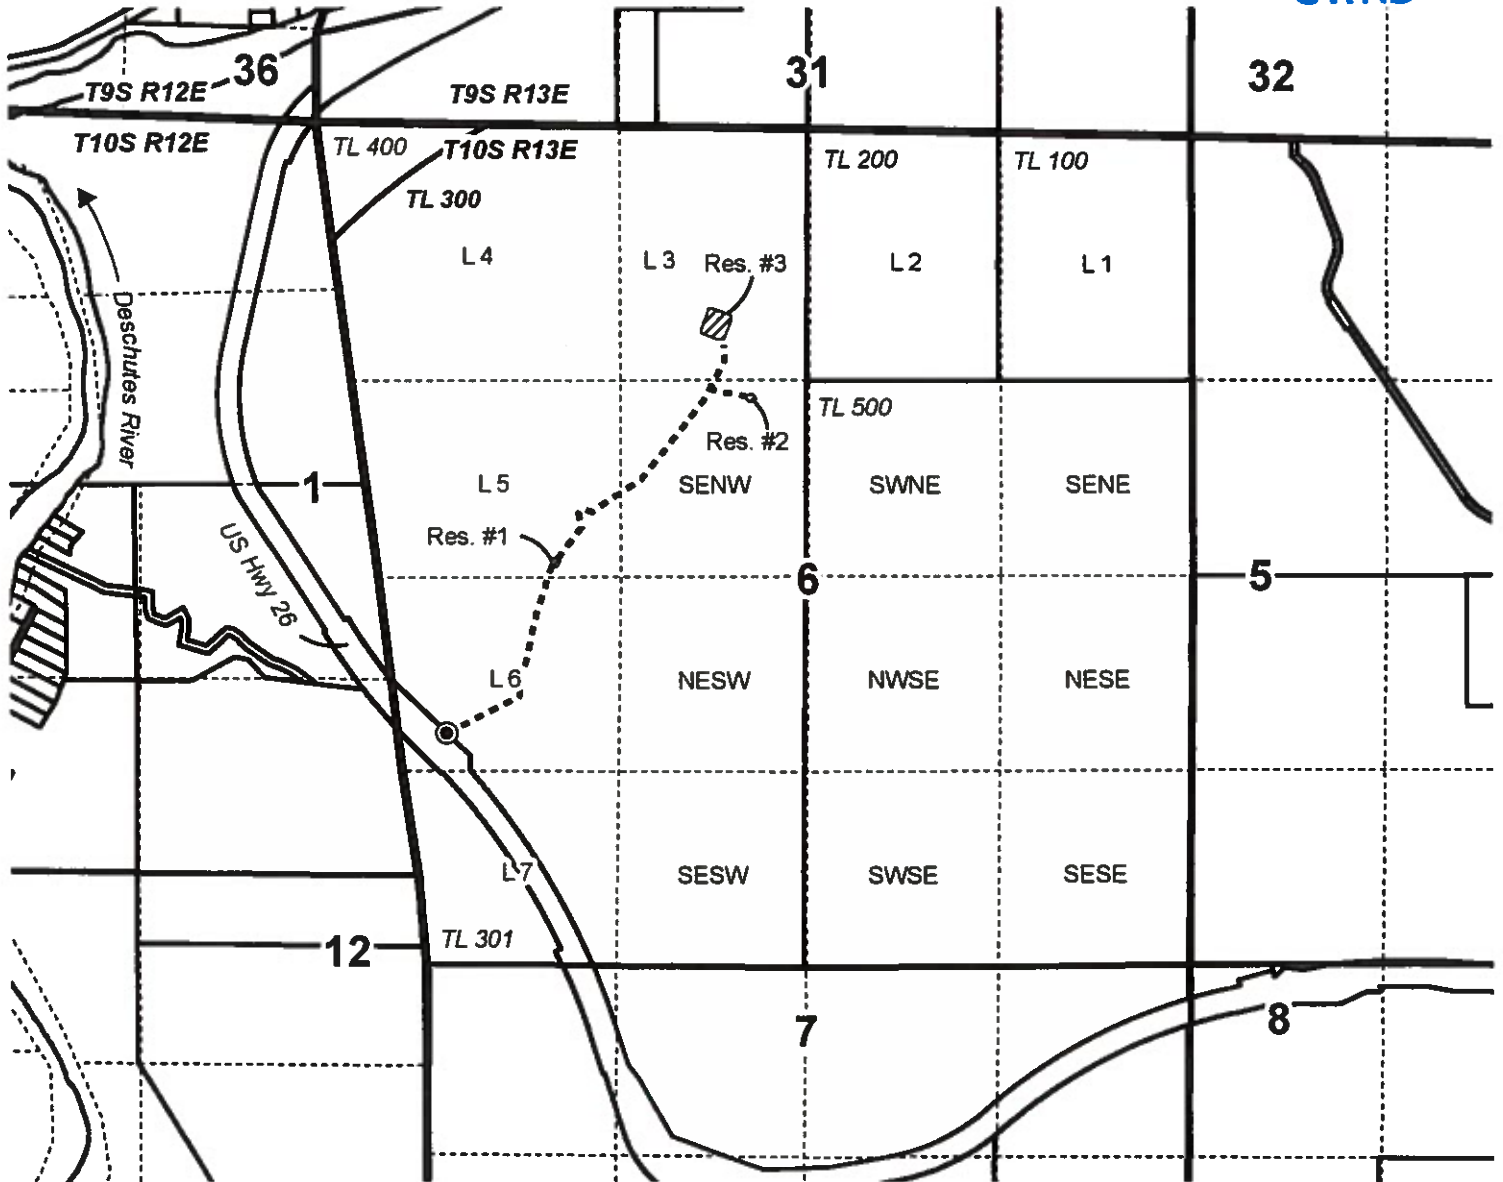 36
31
32
T9S R12E
T9S R13E
T10S R12E
TL 400
T10S R13E
TL 200
TL 100
TL 300
L 4
L 3
Res. #3
L 2
L 1
Deschutes River
TL 500
Res. #2
1
L 5
SENW
SWNE
SENE
US Hwy 26
Res. #1
6
5
L 6
NESW
NWSE
NESE
L7
SESW
SWSE
SESE
12
TL 301
7
8